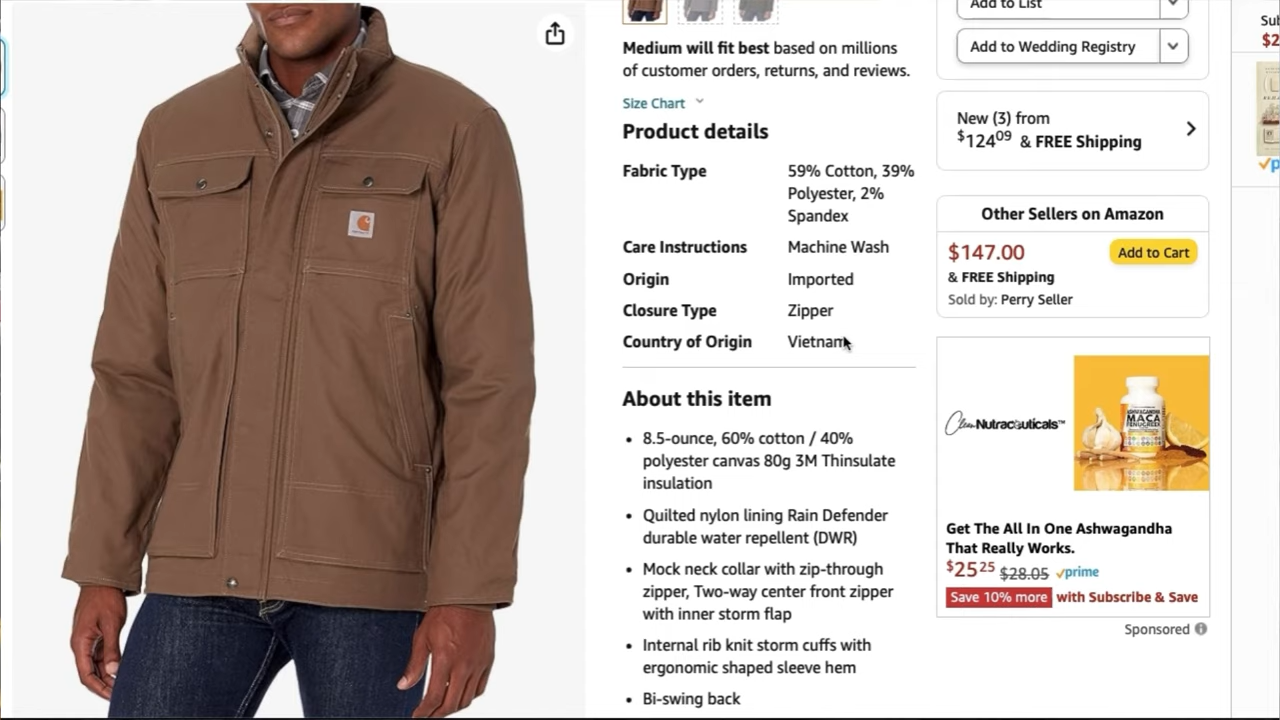 Medium will fit best based on millions
of customer orders, returns, and reviews.
Size Chart
Product details
Fabric Type 59% Cotton, 39%
Polyester, 2%
Spandex
Care Instructions Machine Wash
Origin Imported
Closure Type Zipper
Country of Origin Vietnam
About this item
8.5-ounce, 60% cotton / 40%
polyester canvas 80g 3M Thinsulate
insulation
Quilted nylon lining Rain Defender
durable water repellent (DWR)
Mock neck collar with zip-through
zipper, Two-way center front zipper
with inner storm flap
Internal rib knit storm cuffs with
ergonomic shaped sleeve hem
Bi-swing back
Add to List
Add to Wedding Registry
New (3) from
$124.09 & FREE Shipping
Other Sellers on Amazon
$147.00
Add to Cart
& FREE Shipping
Sold by: Perry Seller
Clean Nutraceuticals™
ASHWAGANDHA
MACA
FENUGREEK
Get The All In One Ashwagandha
That Really Works.
$25.25 $28.05 prime
Save 10% more with Subscribe & Save
Sponsored